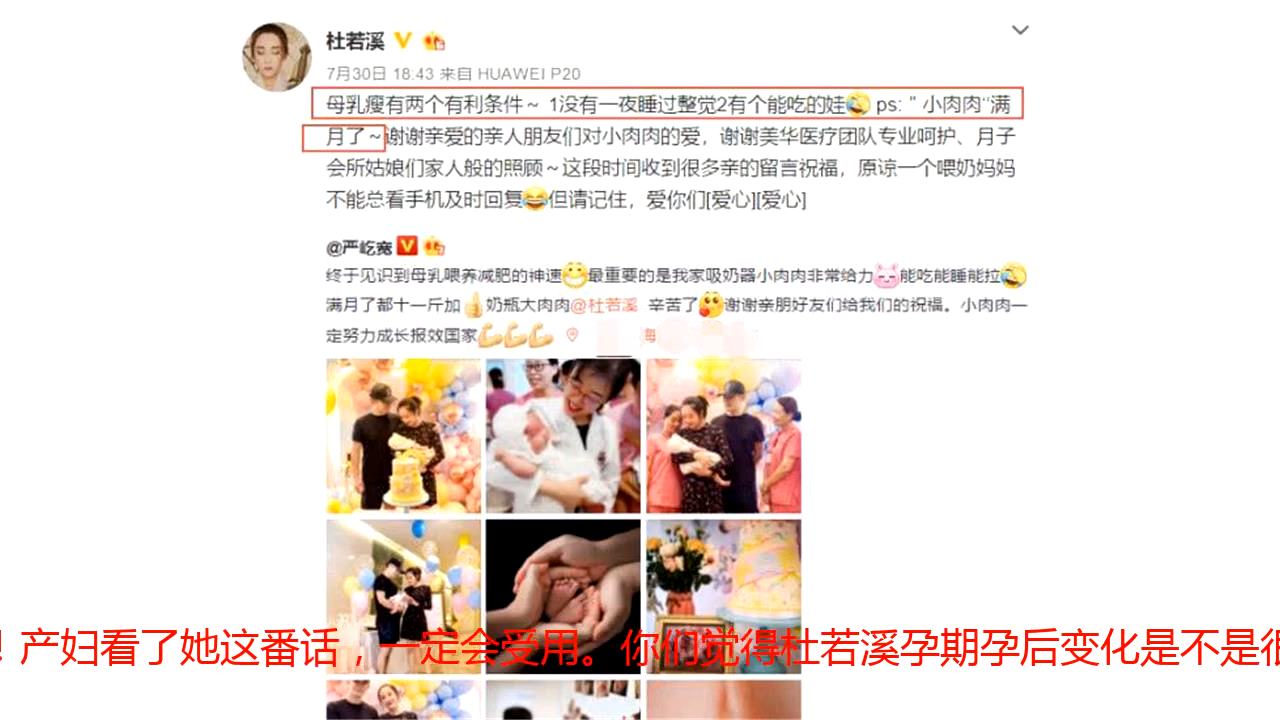 杜若溪
7月30日 18:43 来自 HUAWEI P20
母乳瘦有两个有利条件～ 1没有一夜睡过整觉2有个能吃的娃 ps: " 小肉肉"满
月了～谢谢亲爱的亲人朋友们对小肉肉的爱，谢谢美华医疗团队专业呵护、月子
会所姑娘们家人般的照顾～这段时间收到很多亲的留言祝福，原谅一个喂奶妈妈
不能总看手机及时回复 但请记住，爱你们[爱心][爱心]
@严屹宽
终于见识到母乳喂养减肥的神速 最重要的是我家吸奶器小肉肉非常给力 能吃能睡能拉
满月了都十一斤加 奶瓶大肉肉@杜若溪 辛苦了 谢谢亲朋好友们给我们的祝福。小肉肉一
定努力成长报效国家 海
！产妇看了她这番话，一定会受用。你们觉得杜若溪孕期孕后变化是不是很